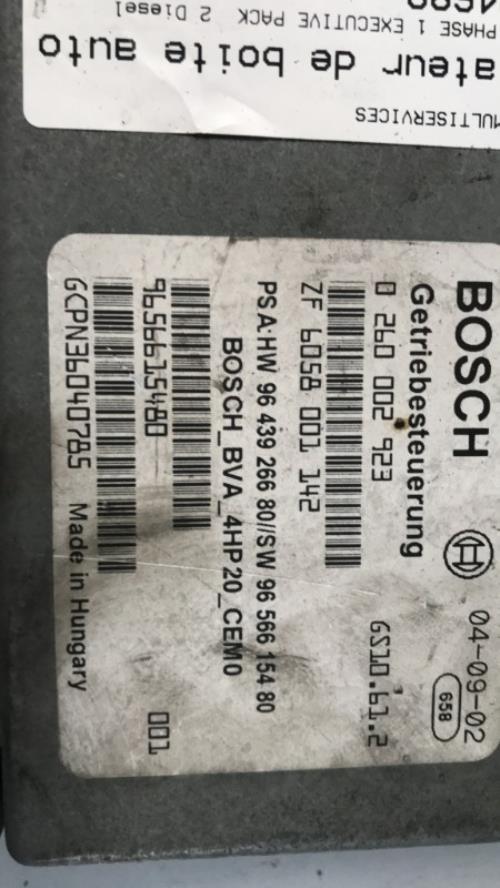 MULTISERVICES
ateur de boite auto
PHASE 1 EXECUTIVE PACK 2 Diesel
BOSCH
04-09-02
658
Getriebesteuerung
0 260 002 923
GS10.61.2
ZF 6058 001 142
PSA:HW 96 439 266 80//SW 96 566 154 80
BOSCH_BVA_4HP20_CEM0
9656615480
001
GCPN36040785 Made in Hungary